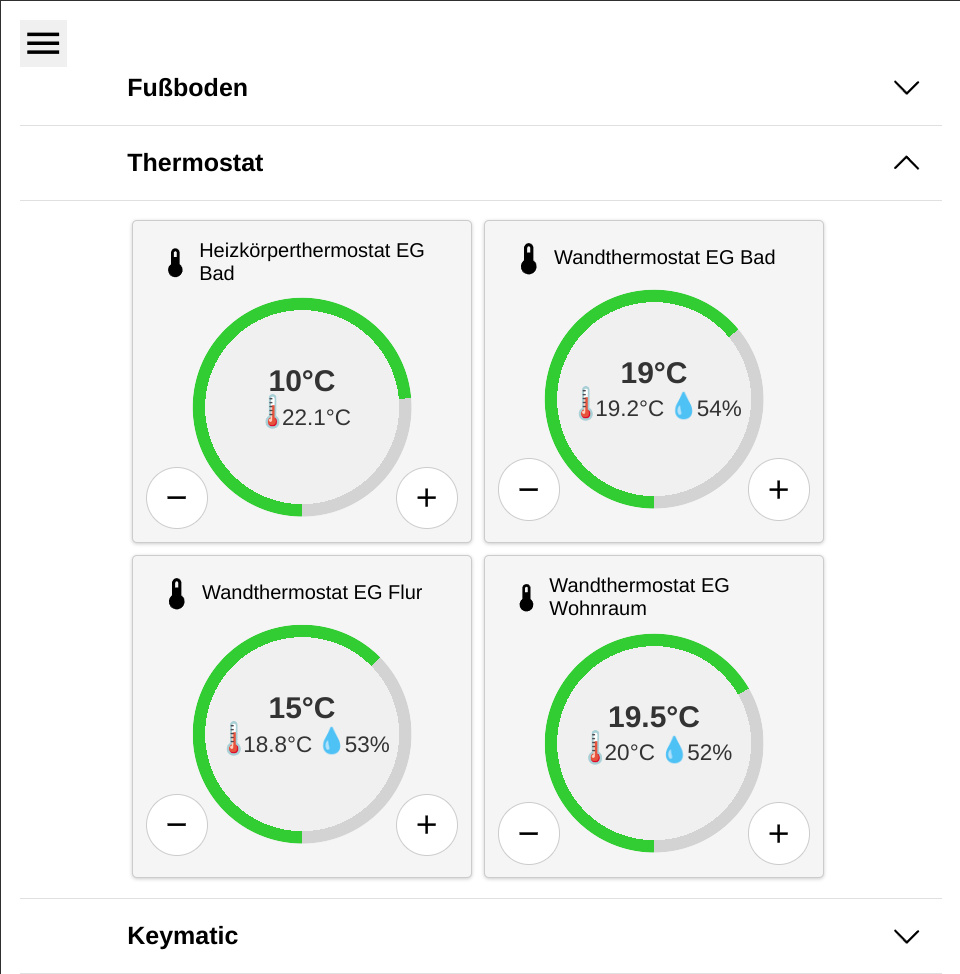 Fußboden
Thermostat
Heizkörperthermostat EG
Bad
10°C
🌡️22.1°C
− +
Wandthermostat EG Bad
19°C
🌡️19.2°C 💧54%
− +
Wandthermostat EG Flur
15°C
🌡️18.8°C 💧53%
− +
Wandthermostat EG
Wohnraum
19.5°C
🌡️20°C 💧52%
− +
Keymatic